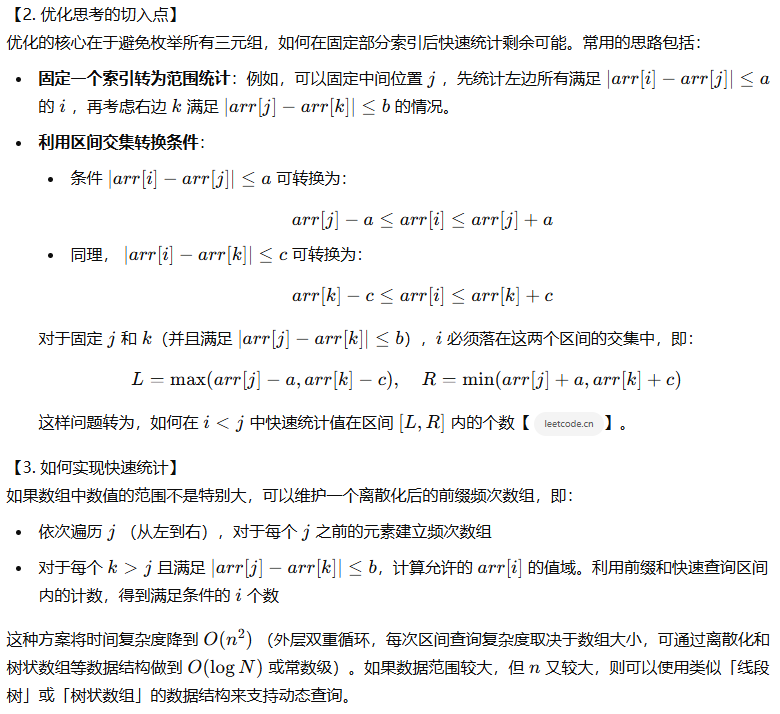 【2. 优化思考的切入点】
优化的核心在于避免枚举所有三元组，如何在固定部分索引后快速统计剩余可能。常用的思路包括：
• 固定一个索引转为范围统计：例如，可以固定中间位置 j ，先统计左边所有满足 |arr[i] − arr[j]| ≤ a
的 i ，再考虑右边 k 满足 |arr[j] − arr[k]| ≤ b 的情况。
• 利用区间交集转换条件：
• 条件 |arr[i] − arr[j]| ≤ a 可转换为：
arr[j] − a ≤ arr[i] ≤ arr[j] + a
• 同理， |arr[i] − arr[k]| ≤ c 可转换为：
arr[k] − c ≤ arr[i] ≤ arr[k] + c
对于固定 j 和 k（并且满足 |arr[j] − arr[k]| ≤ b），i 必须落在这两个区间的交集中，即：
L = max(arr[j] − a, arr[k] − c), R = min(arr[j] + a, arr[k] + c)
这样问题转为，如何在 i < j 中快速统计值在区间 [L, R] 内的个数【 leetcode.cn 】。
【3. 如何实现快速统计】
如果数组中数值的范围不是特别大，可以维护一个离散化后的前缀频次数组，即：
• 依次遍历 j （从左到右），对于每个 j 之前的元素建立频次数组
• 对于每个 k > j 且满足 |arr[j] − arr[k]| ≤ b，计算允许的 arr[i] 的值域。利用前缀和快速查询区间
内的计数，得到满足条件的 i 个数
这种方案将时间复杂度降到 O(n²) （外层双重循环，每次区间查询复杂度取决于数组大小，可通过离散化和
树状数组等数据结构做到 O(log N) 或常数级）。如果数据范围较大，但 n 又较大，则可以使用类似「线段
树」或「树状数组」的数据结构来支持动态查询。